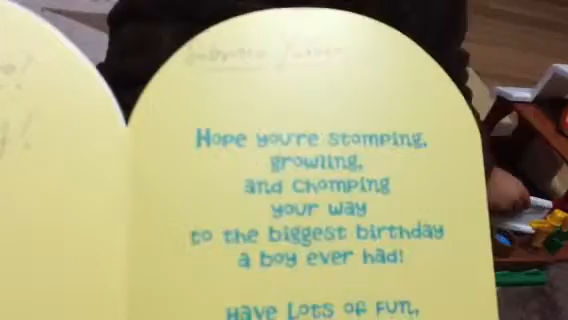 Hope you're stomping,
growling,
and chomping
your way
to the biggest birthday
a boy ever had!
Have Lots of Fun,